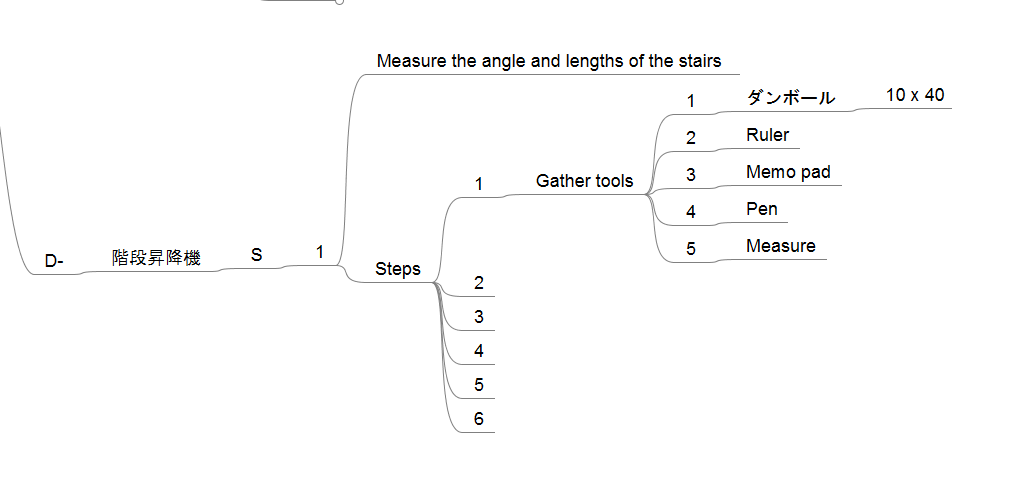 D-
階段昇降機
S
1
Measure the angle and lengths of the stairs
Steps
1
Gather tools
1
ダンボール
10 x 40
2
Ruler
3
Memo pad
4
Pen
5
Measure
2
3
4
5
6